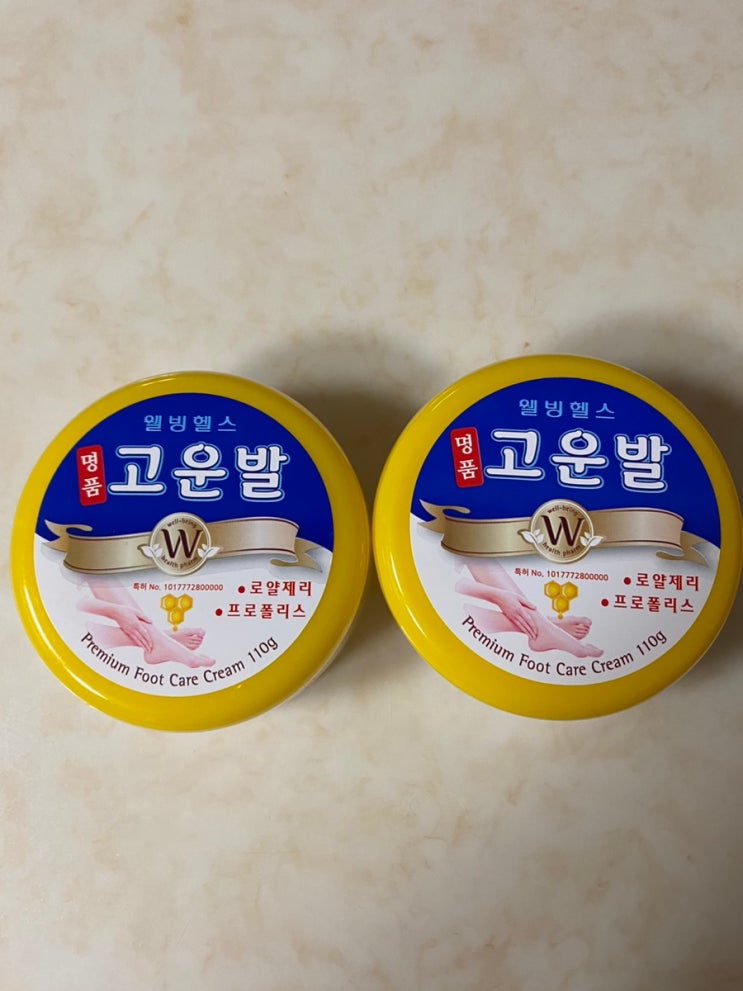 웰빙헬스
명품 고운발
well-being
W
health pharm
특허 No. 1017772800000
• 로얄제리
• 프로폴리스
Premium Foot Care Cream 110g
웰빙헬스
명품 고운발
well-being
W
health pharm
특허 No. 1017772800000
• 로얄제리
• 프로폴리스
Premium Foot Care Cream 110g